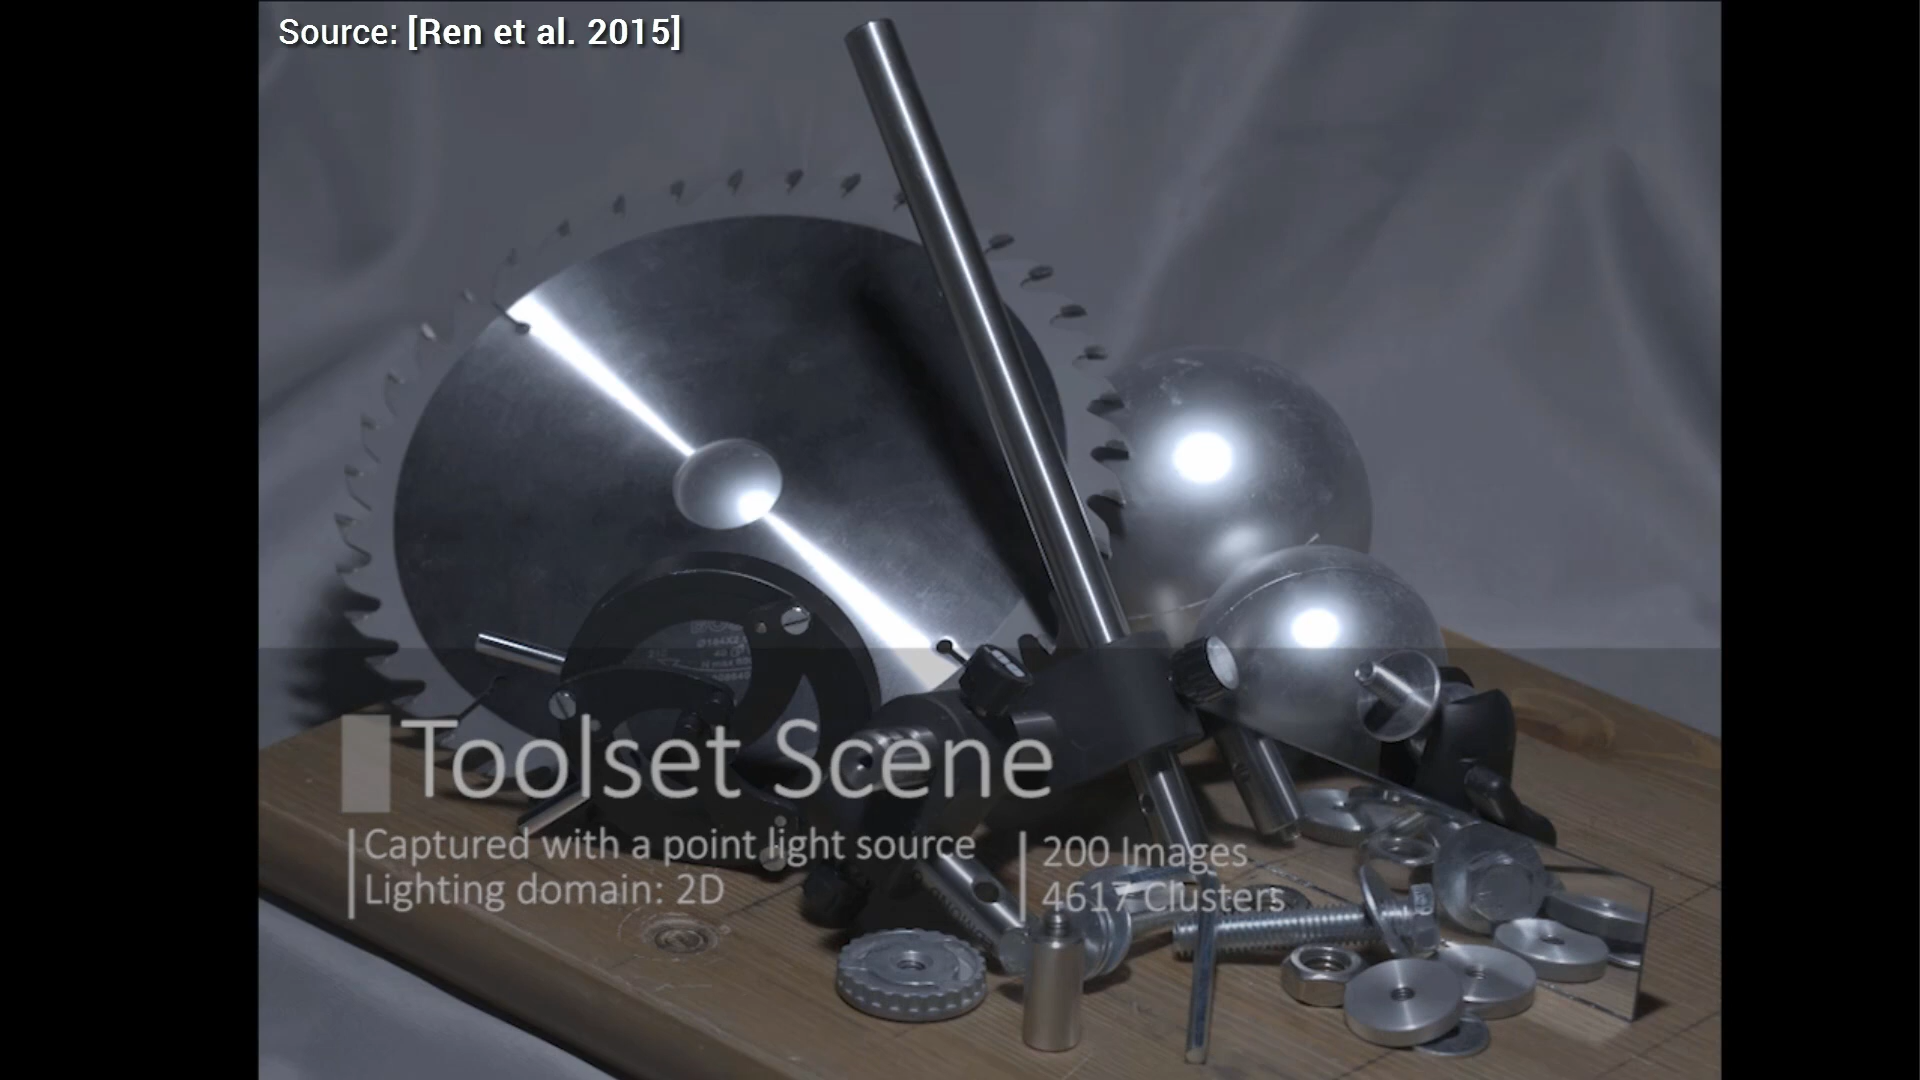 Source: [Ren et al. 2015]
Toolset Scene
Captured with a point light source
Lighting domain: 2D
200 Images
4617 Clusters